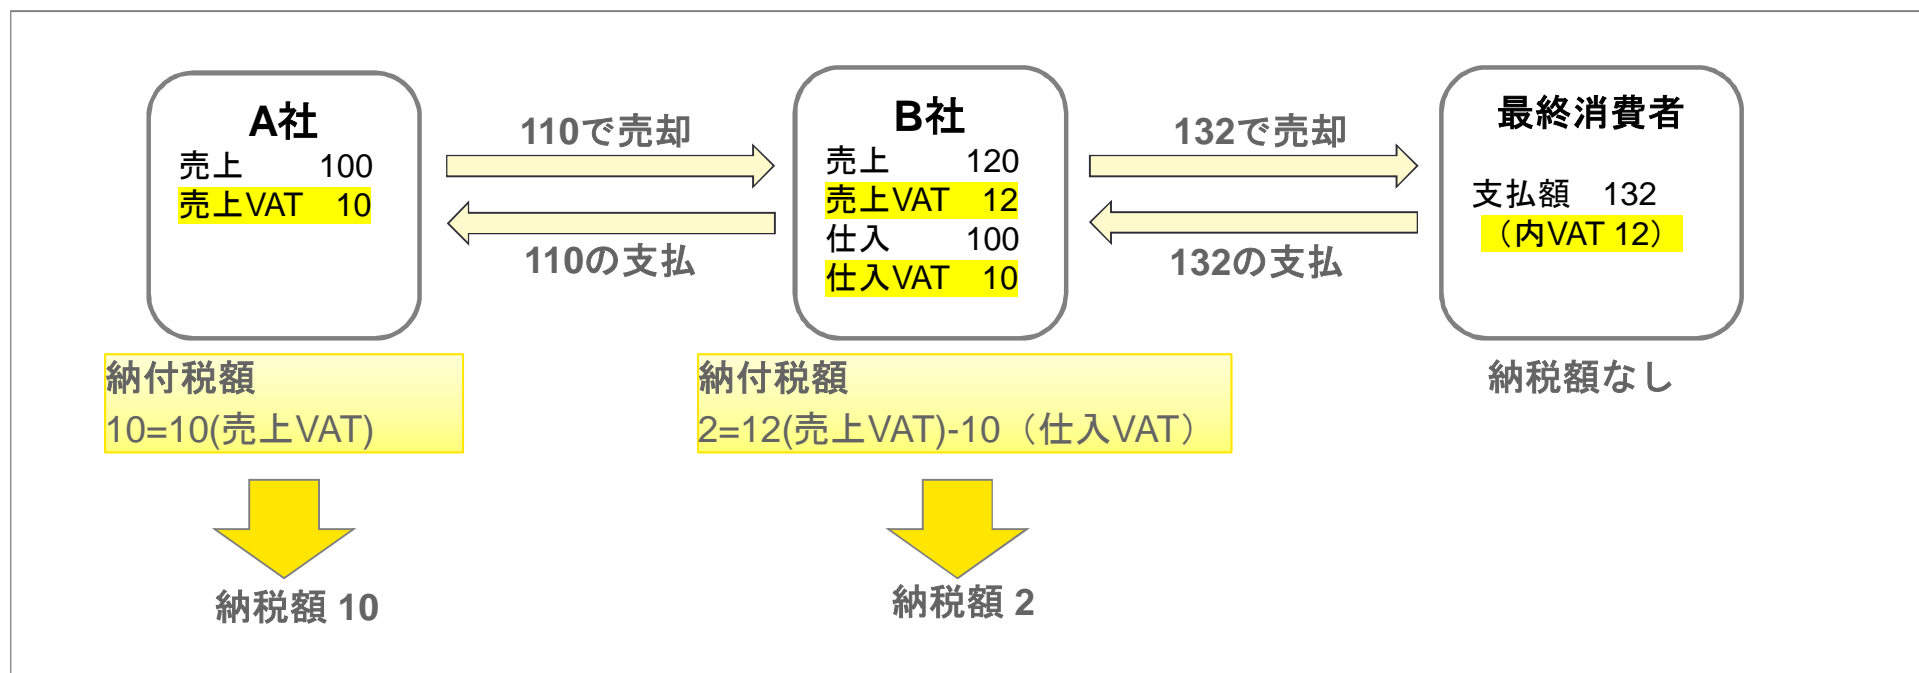 A社
売上 100
売上VAT 10
110で売却
110の支払
B社
売上 120
売上VAT 12
仕入 100
仕入VAT 10
132で売却
132の支払
最終消費者
支払額 132
（内VAT 12）
納付税額
10=10(売上VAT)
納付税額
2=12(売上VAT)-10（仕入VAT）
納税額なし
納税額 10
納税額 2